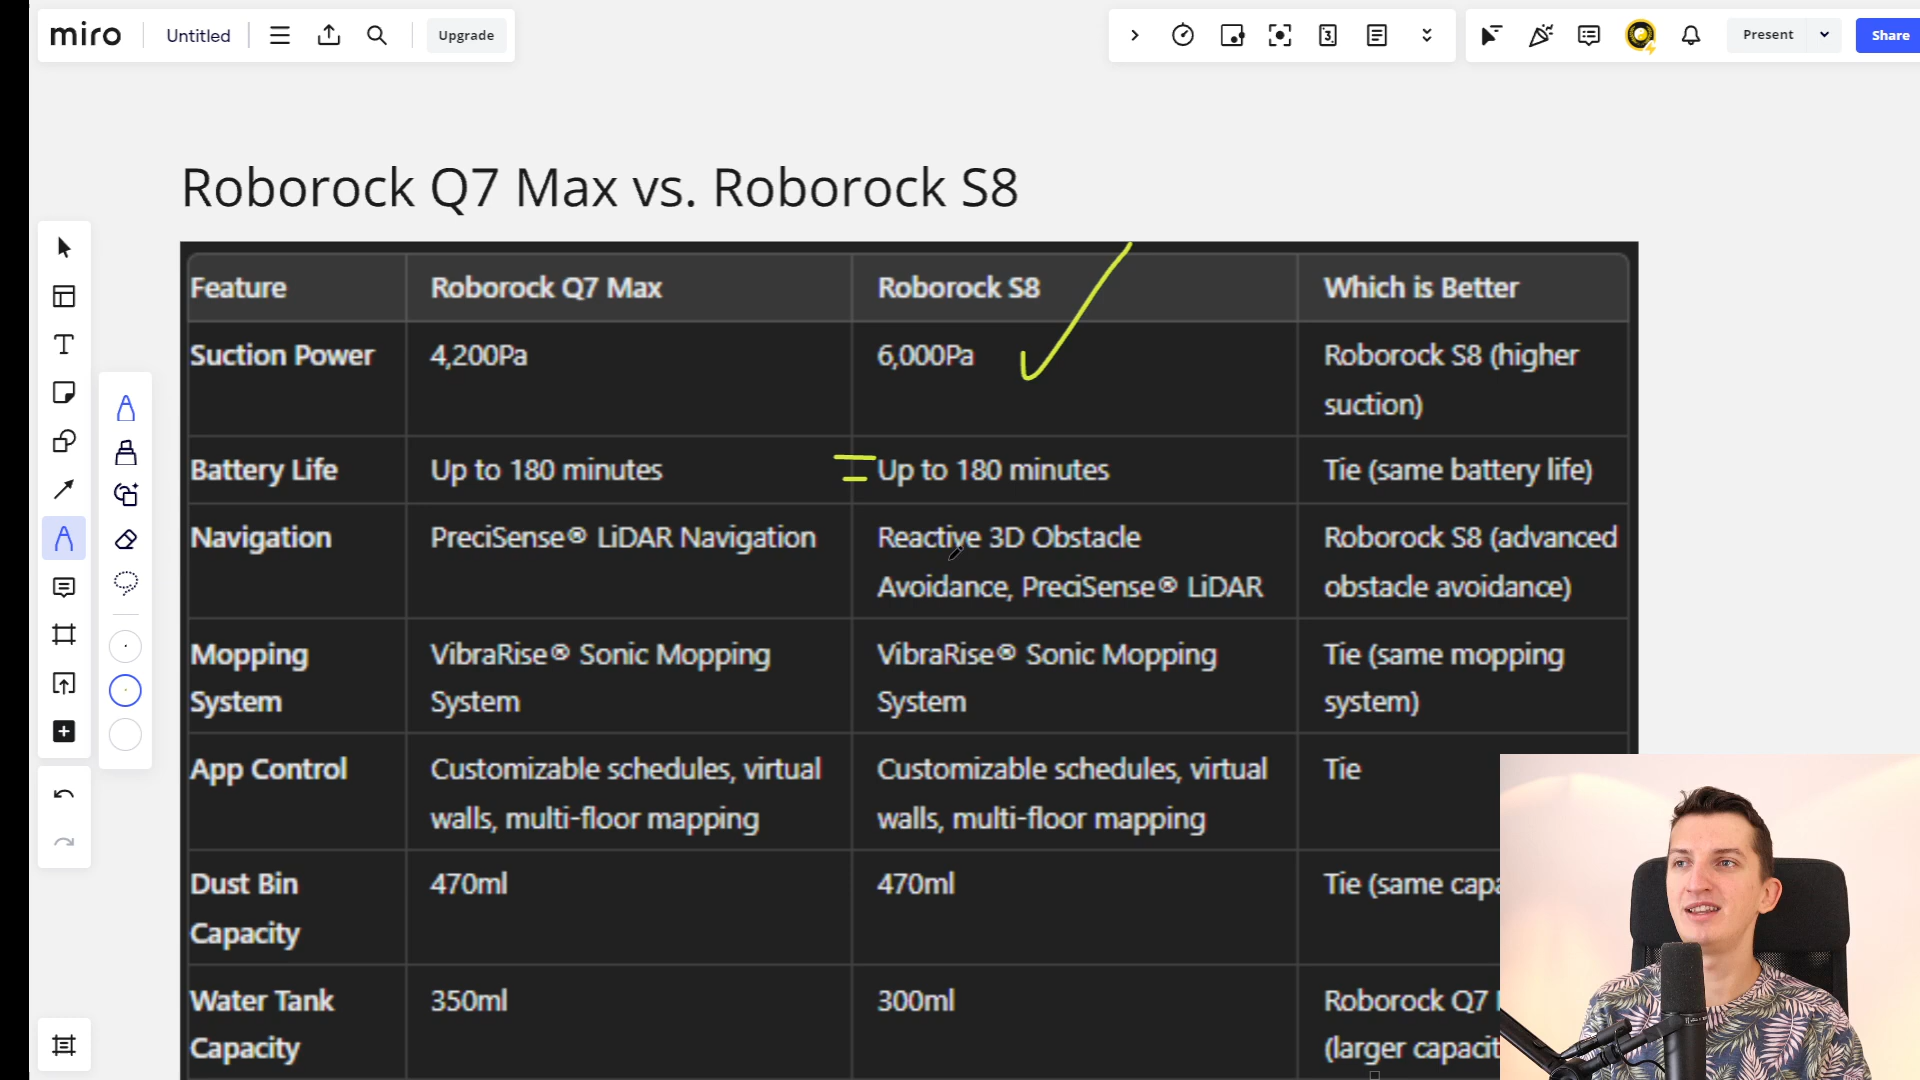 miro
Untitled
Upgrade
Present
Share
Roborock Q7 Max vs. Roborock S8
Feature
Roborock Q7 Max
Roborock S8
Which is Better
Suction Power
4,200Pa
6,000Pa
Roborock S8 (higher
suction)
Battery Life
Up to 180 minutes
=
Up to 180 minutes
Tie (same battery life)
Navigation
PreciSense® LiDAR Navigation
Reactive 3D Obstacle
Avoidance, PreciSense® LiDAR
Roborock S8 (advanced
obstacle avoidance)
Mopping
System
VibraRise® Sonic Mopping
System
VibraRise® Sonic Mopping
System
Tie (same mopping
system)
App Control
Customizable schedules, virtual
walls, multi-floor mapping
Customizable schedules, virtual
walls, multi-floor mapping
Tie
Dust Bin
Capacity
470ml
470ml
Tie (same
Water Tank
Capacity
350ml
300ml
Roborock Q7
(larger